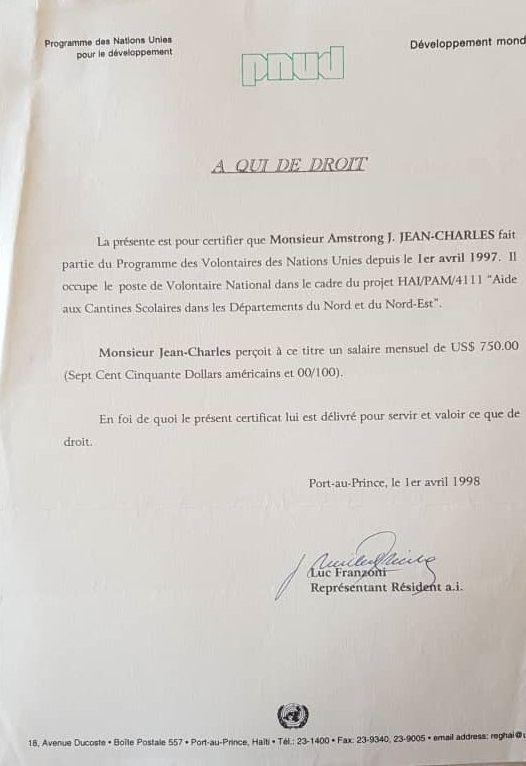 Programme des Nations Unies
pour le développement
pnud
Développement mond
A QUI DE DROIT
La présente est pour certifier que Monsieur Amstrong J. JEAN-CHARLES fait
partie du Programme des Volontaires des Nations Unies depuis le 1er avril 1997. Il
occupe le poste de Volontaire National dans le cadre du projet HAI/PAM/4111 "Aide
aux Cantines Scolaires dans les Départements du Nord et du Nord-Est".
Monsieur Jean-Charles perçoit à ce titre un salaire mensuel de US$ 750.00
(Sept Cent Cinquante Dollars américains et 00/100).
En foi de quoi le présent certificat lui est délivré pour servir et valoir ce que de
droit.
Port-au-Prince, le 1er avril 1998
Luc Franzoni
Représentant Résident a.i.
18, Avenue Ducoste • Boîte Postale 557 • Port-au-Prince, Haïti • Tél.: 23-1400 • Fax: 23-9340, 23-9005 • email address: reghai@u